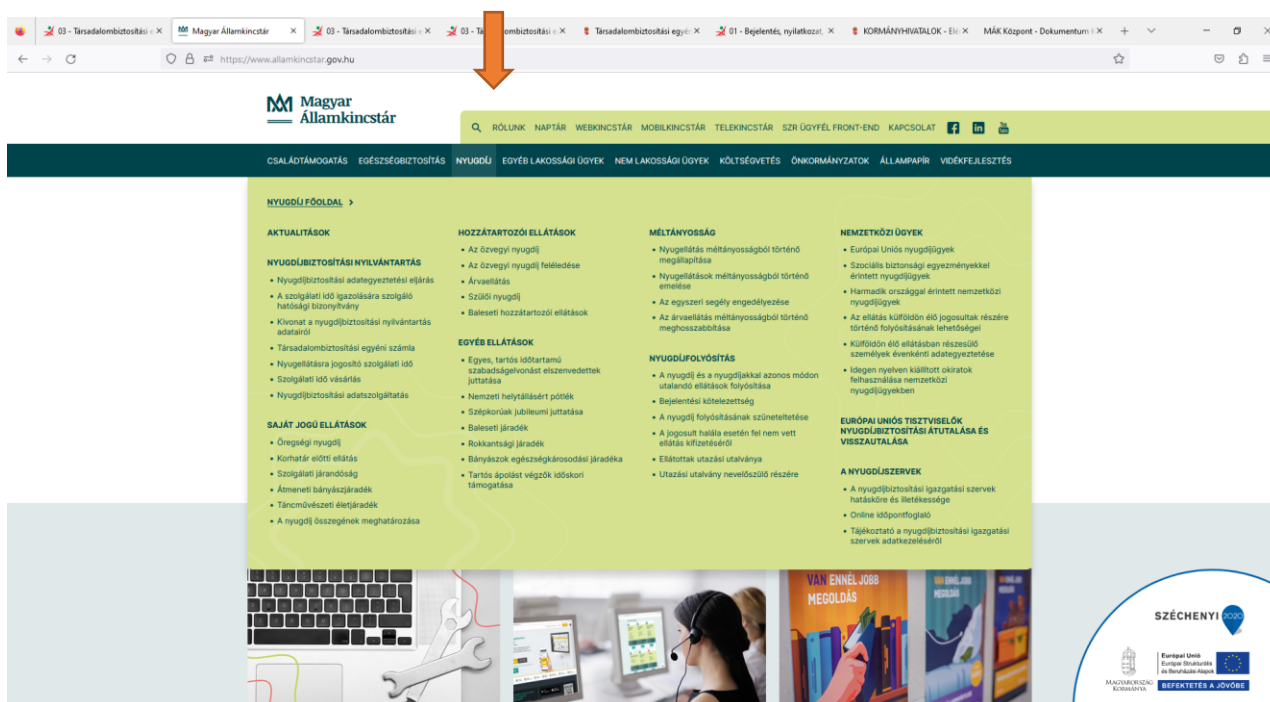 03 - Társadalombiztosítási e
Magyar Államkincstár
03 - Társadalombiztosítási e
03 - Tá ombiztosítási e
Társadalombiztosítási egyén
01 - Bejelentés, nyilatkozat,
KORMÁNYHIVATALOK - Elé
MÁK Központ - Dokumentum
https://www.allamkincstar.gov.hu
Magyar
Államkincstár
RÓLUNK NAPTÁR WEBKINCSTÁR MOBILKINCSTÁR TELEKINCSTÁR SZR ÜGYFÉL FRONT-END KAPCSOLAT
CSALÁDTÁMOGATÁS EGÉSZSÉGBIZTOSÍTÁS NYUGDÍJ EGYÉB LAKOSSÁGI ÜGYEK NEM LAKOSSÁGI ÜGYEK KÖLTSÉGVETÉS ÖNKORMÁNYZATOK ÁLLAMPAPÍR VIDÉKFEJLESZTÉS
NYUGDÍJ FŐOLDAL >
AKTUALITÁSOK
NYUGDÍJBIZTOSÍTÁSI NYILVÁNTARTÁS
• Nyugdíjbiztosítási adategyeztetési eljárás
• A szolgálati idő igazolására szolgáló
hatósági bizonyítvány
• Kivonat a nyugdíjbiztosítási nyilvántartás
adatairól
• Társadalombiztosítási egyéni számla
• Nyugellátásra jogosító szolgálati idő
• Szolgálati idő vásárlás
• Nyugdíjbiztosítási adatszolgáltatás
SAJÁT JOGÚ ELLÁTÁSOK
• Öregségi nyugdíj
• Korhatár előtti ellátás
• Szolgálati járandóság
• Átmeneti bányászjáradék
• Táncművészeti életjáradék
• A nyugdíj összegének meghatározása
HOZZÁTARTOZÓI ELLÁTÁSOK
• Az özvegyi nyugdíj
• Az özvegyi nyugdíj feléledése
• Árvaellátás
• Szülői nyugdíj
• Baleseti hozzátartozói ellátások
EGYÉB ELLÁTÁSOK
• Egyes, tartós időtartamú
szabadságelvonást elszenvedettek
juttatása
• Nemzeti helytállásért pótlék
• Szépkorúak jubileumi juttatása
• Baleseti járadék
• Rokkantsági járadék
• Bányászok egészségkárosodási járadéka
• Tartós ápolást végzők időskori
támogatása
MÉLTÁNYOSSÁG
• Nyugellátás méltányosságból történő
megállapítása
• Nyugellátások méltányosságból történő
emelése
• Az egyszeri segély engedélyezése
• Az árvaellátás méltányosságból történő
meghosszabbítása
NYUGDÍJFOLYÓSÍTÁS
• A nyugdíj és a nyugdíjakkal azonos módon
utalandó ellátások folyósítása
• Bejelentési kötelezettség
• A nyugdíj folyósításának szüneteltetése
• A jogosult halála esetén fel nem vett
ellátás kifizetéséről
• Ellátottak utazási utalványa
• Utazási utalvány nevelőszülő részére
NEMZETKÖZI ÜGYEK
• Európai Uniós nyugdíjügyek
• Szociális biztonsági egyezményekkel
érintett nyugdíjügyek
• Harmadik országgal érintett nemzetközi
nyugdíjügyek
• Az ellátás külföldön élő jogosultak részére
történő folyósításának lehetőségei
• Külföldön élő ellátásban részesülő
személyek évenkénti adategyeztetése
• Idegen nyelven kiállított okiratok
felhasználása nemzetközi
nyugdíjügyekben
EURÓPAI UNIÓS TISZTVISELŐK
NYUGDÍJBIZTOSÍTÁSI ÁTUTALÁSA ÉS
VISSZAUTALÁSA
A NYUGDÍJSZERVEK
• A nyugdíjbiztosítási igazgatási szervek
hatásköre és illetékessége
• Online időpontfoglaló
• Tájékoztató a nyugdíjbiztosítási igazgatási
szervek adatkezeléséről
VAN ENNÉL JOBB
MEGOLDÁS
SZÉCHENYI 2020
MAGYARORSZÁG
KORMÁNYA
Európai Unió
Európai Strukturális
és Beruházási Alapok
BEFEKTETÉS A JÖVŐBE